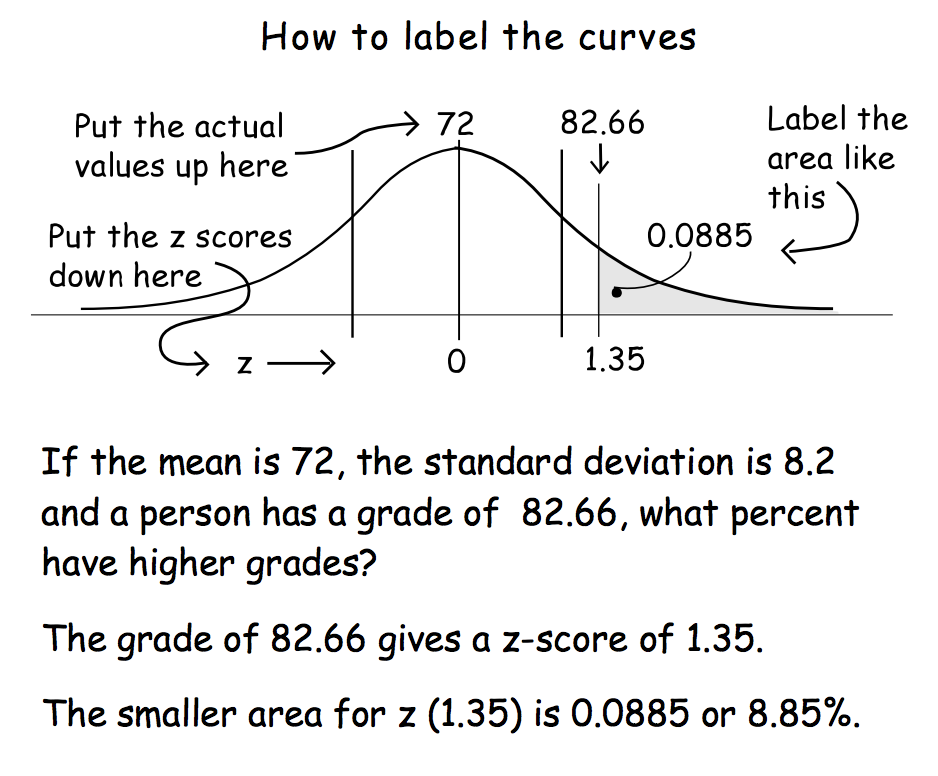 How to label the curves
Put the actual
values up here
72
82.66
Label the
area like
this
Put the z scores
down here
0.0885
z
0
1.35
If the mean is 72, the standard deviation is 8.2
and a person has a grade of 82.66, what percent
have higher grades?
The grade of 82.66 gives a z-score of 1.35.
The smaller area for z (1.35) is 0.0885 or 8.85%.